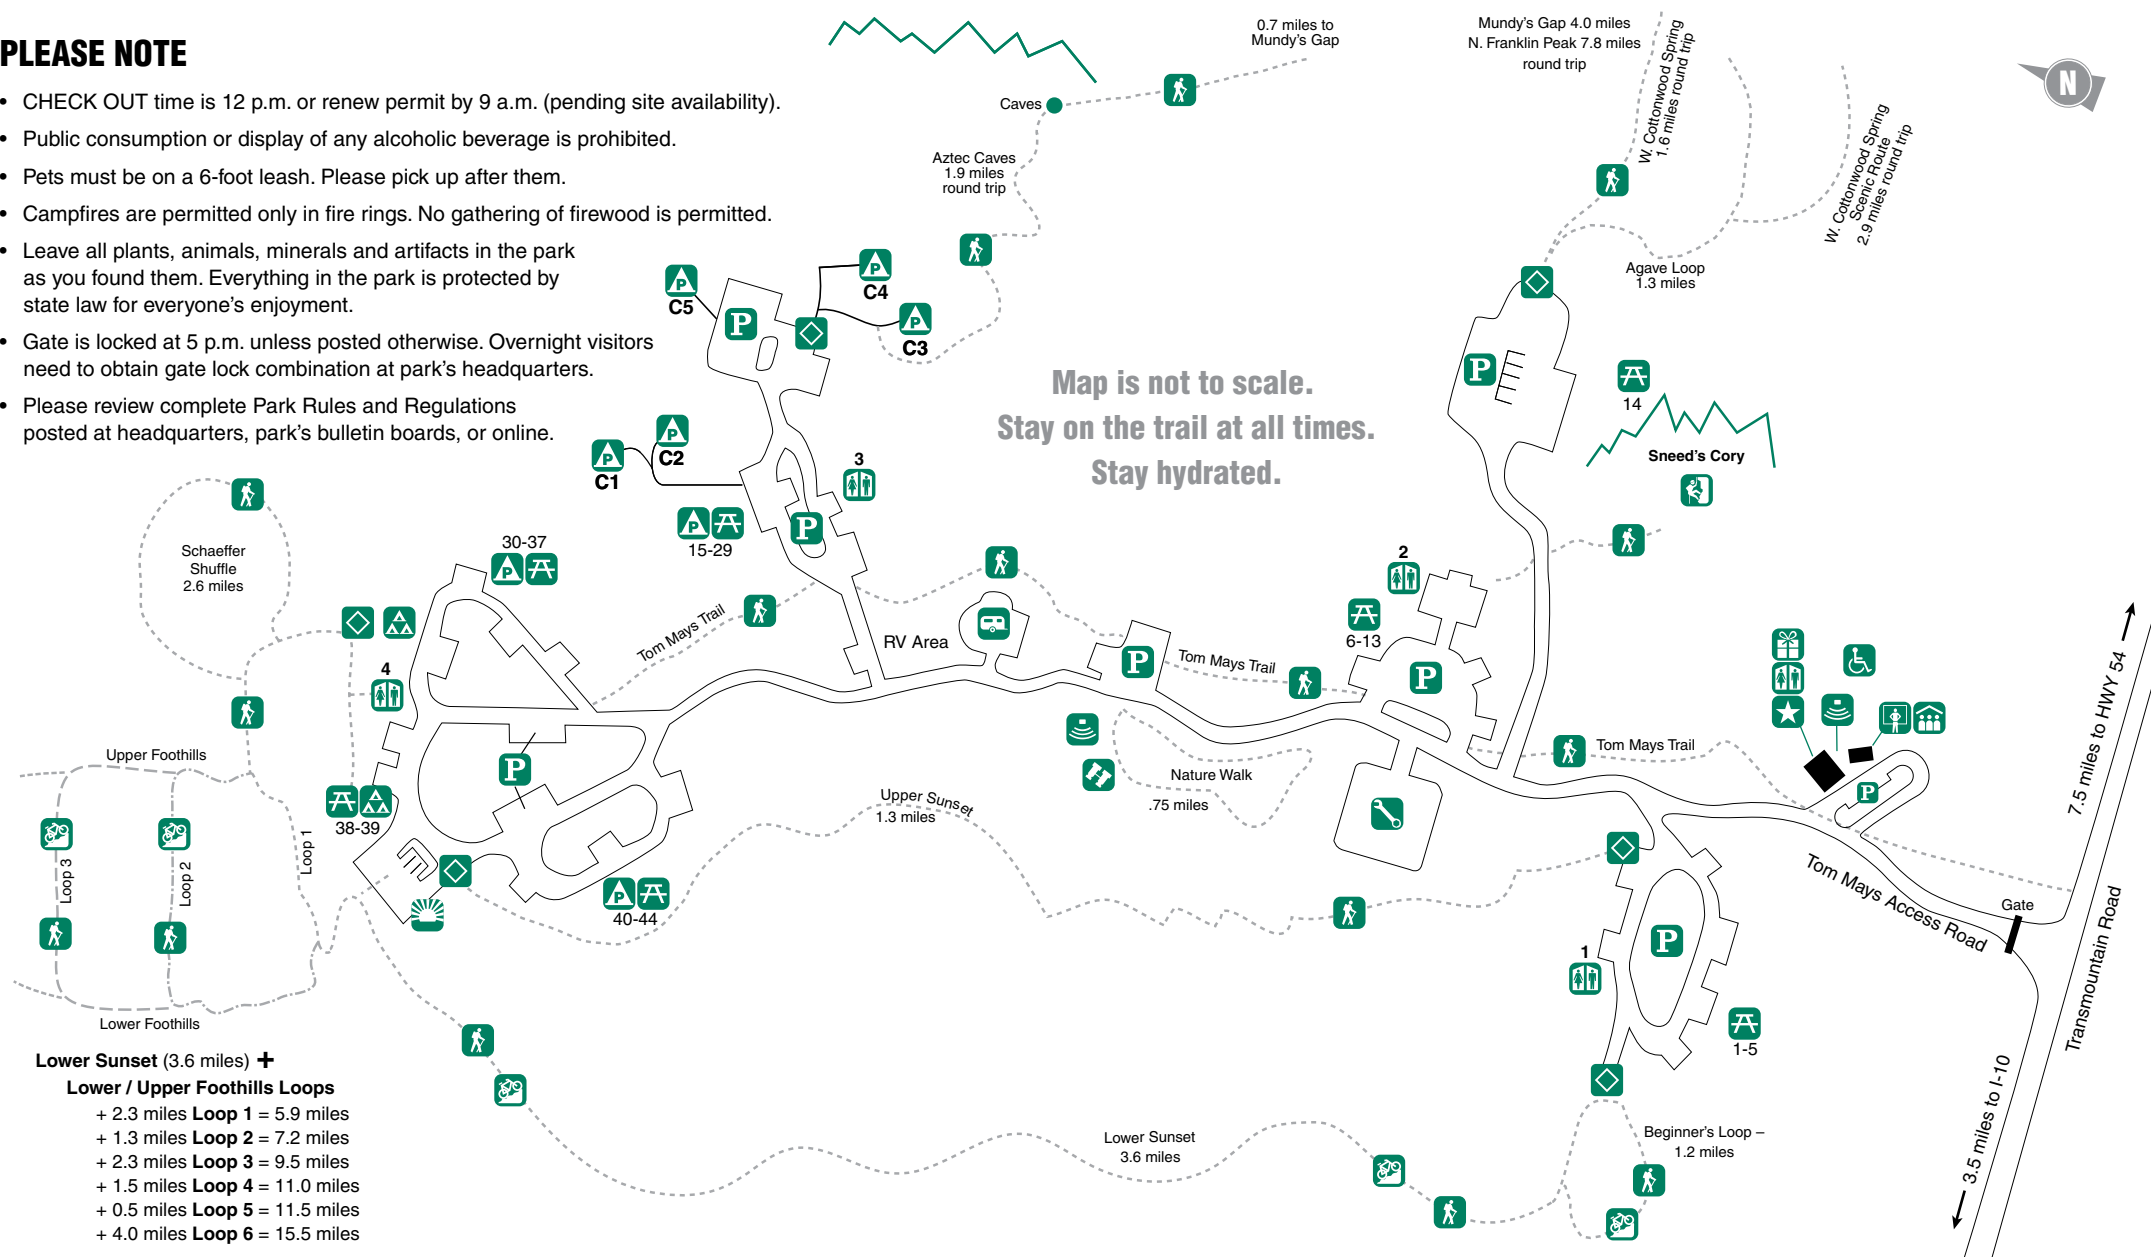 PLEASE NOTE
• CHECK OUT time is 12 p.m. or renew permit by 9 a.m. (pending site availability).
• Public consumption or display of any alcoholic beverage is prohibited.
• Pets must be on a 6-foot leash. Please pick up after them.
• Campfires are permitted only in fire rings. No gathering of firewood is permitted.
• Leave all plants, animals, minerals and artifacts in the park
as you found them. Everything in the park is protected by
state law for everyone's enjoyment.
• Gate is locked at 5 p.m. unless posted otherwise. Overnight visitors
need to obtain gate lock combination at park's headquarters.
• Please review complete Park Rules and Regulations
posted at headquarters, park's bulletin boards, or online.
0.7 miles to
Mundy's Gap
Mundy's Gap 4.0 miles
N. Franklin Peak 7.8 miles
round trip
W. Cottonwood Spring
1.6 miles round trip
W. Cottonwood Spring
Scenic Route
2.9 miles round trip
N
Caves
Aztec Caves
1.9 miles
round trip
Agave Loop
1.3 miles
P
C5
P
P
C4
P
C3
Map is not to scale.
Stay on the trail at all times.
Stay hydrated.
P
14
Sneed's Cory
P
C1
P
C2
3
P
15-29
P
Schaeffer
Shuffle
2.6 miles
30-37
P
Tom Mays Trail
RV Area
P
Tom Mays Trail
2
6-13
P
4
P
38-39
Upper Foothills
Loop 3
Loop 2
Loop 1
Lower Foothills
P
40-44
Upper Sunset
1.3 miles
Nature Walk
.75 miles
Tom Mays Trail
P
Tom Mays Access Road
Gate
7.5 miles to HWY 54
Transmountain Road
3.5 miles to I-10
1
P
1-5
Beginner's Loop –
1.2 miles
Lower Sunset
3.6 miles
Lower Sunset (3.6 miles) +
Lower / Upper Foothills Loops
+ 2.3 miles Loop 1 = 5.9 miles
+ 1.3 miles Loop 2 = 7.2 miles
+ 2.3 miles Loop 3 = 9.5 miles
+ 1.5 miles Loop 4 = 11.0 miles
+ 0.5 miles Loop 5 = 11.5 miles
+ 4.0 miles Loop 6 = 15.5 miles